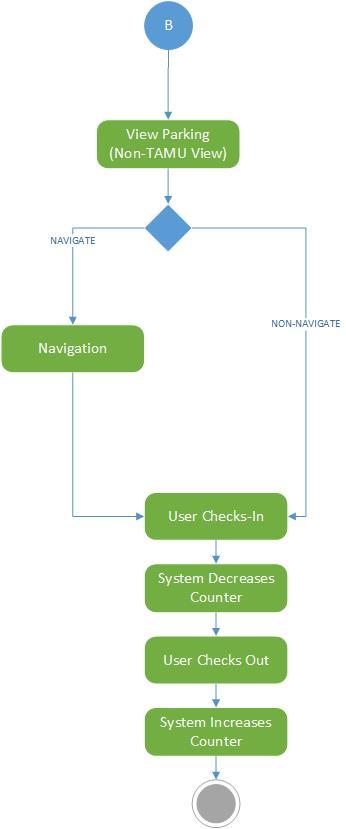 B
View Parking
(Non-TAMU View)
NAVIGATE
NON-NAVIGATE
Navigation
User Checks-In
System Decreases
Counter
User Checks Out
System Increases
Counter